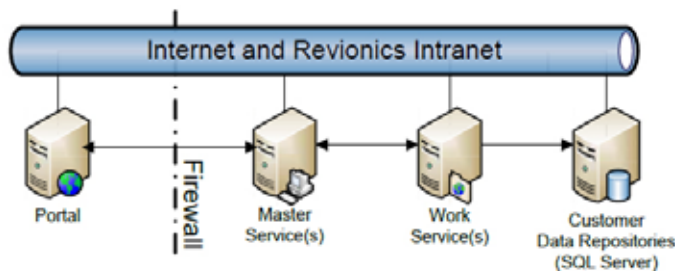 Internet and Revionics Intranet
Firewall
Portal
Master
Service(s)
Work
Service(s)
Customer
Data Repositories
(SQL Server)